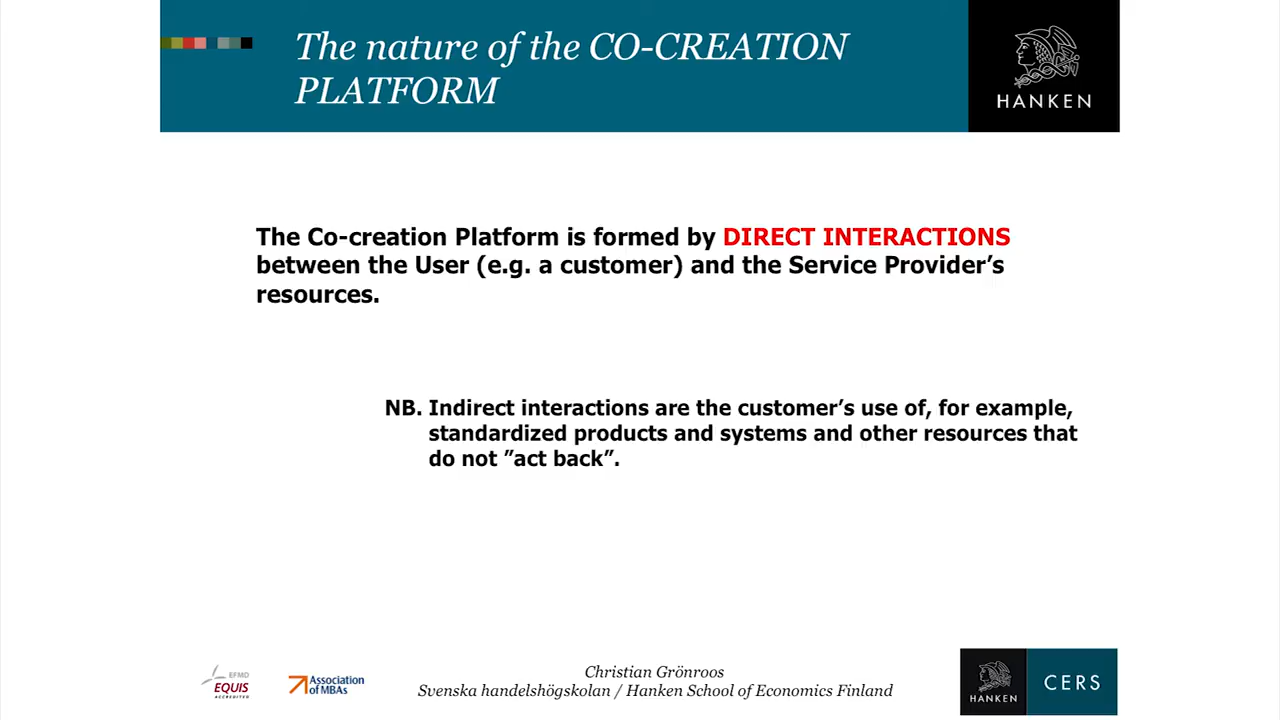 The nature of the CO-CREATION
PLATFORM
HANKEN
The Co-creation Platform is formed by DIRECT INTERACTIONS
between the User (e.g. a customer) and the Service Provider’s
resources.
NB. Indirect interactions are the customer’s use of, for example,
standardized products and systems and other resources that
do not ”act back”.
EFMD
EQUIS
ACCREDITED
Association
of MBAs
Christian Grönroos
Svenska handelshögskolan / Hanken School of Economics Finland
HANKEN
CERS